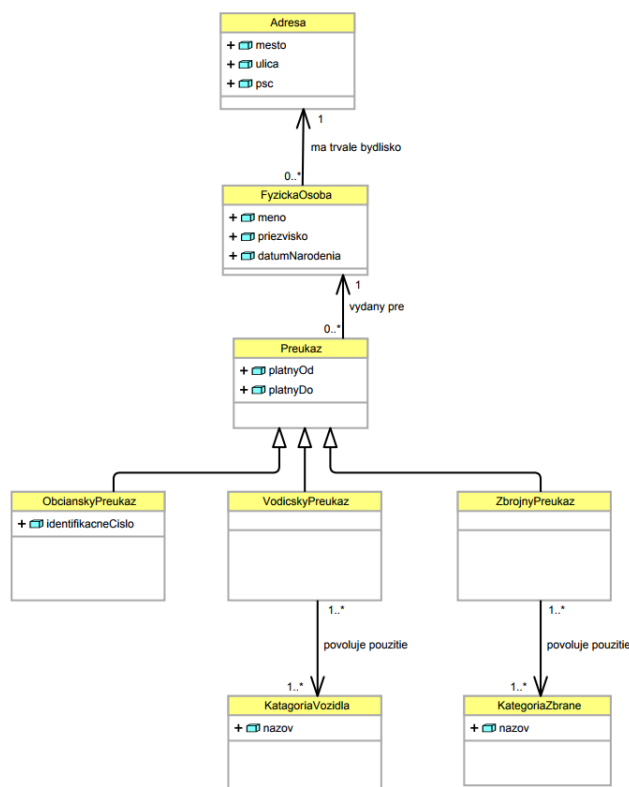 Adresa
+ mesto
+ ulica
+ psc
1
ma trvale bydlisko
0..*
FyzickaOsoba
+ meno
+ priezvisko
+ datumNarodenia
1
vydany pre
0..*
Preukaz
+ platnyOd
+ platnyDo
ObcianskyPreukaz
+ identifikacneCislo
VodicskyPreukaz
ZbrojnyPreukaz
1..*
1..*
povoluje pouzitie
povoluje pouzitie
1..*
1..*
KatagoriaVozidla
+ nazov
KategoriaZbrane
+ nazov